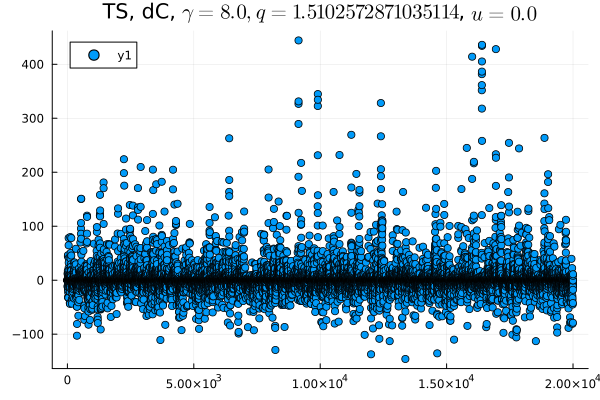 TS, dC, γ = 8.0, q = 1.5102572871035114, u = 0.0
y1
400
300
200
100
0
−100
0 5.00×10³ 1.00×10⁴ 1.50×10⁴ 2.00×10⁴